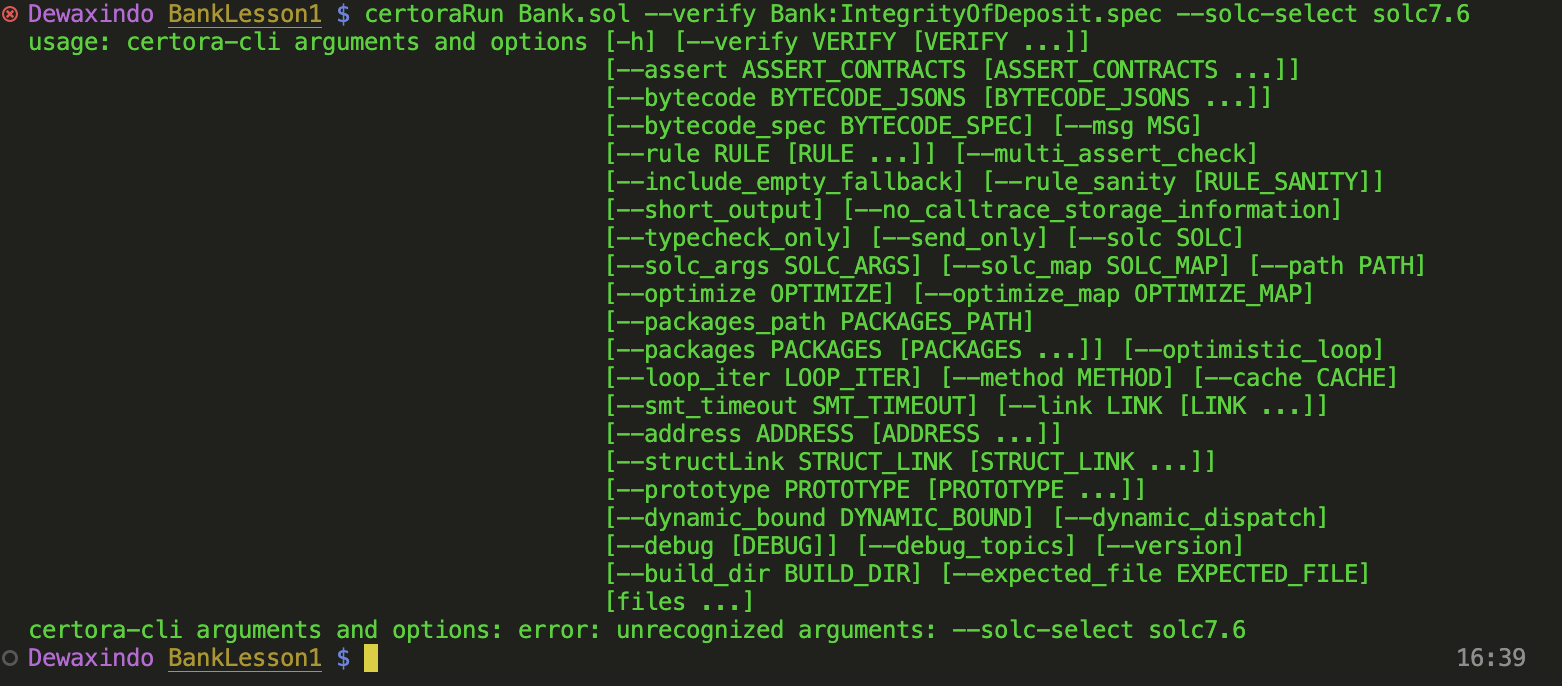 Dewaxindo BankLesson1 $ certoraRun Bank.sol --verify Bank:IntegrityOfDeposit.spec --solc-select solc7.6
usage: certora-cli arguments and options [-h] [--verify VERIFY [VERIFY ...]]
[--assert ASSERT_CONTRACTS [ASSERT_CONTRACTS ...]]
[--bytecode BYTECODE_JSONS [BYTECODE_JSONS ...]]
[--bytecode_spec BYTECODE_SPEC] [--msg MSG]
[--rule RULE [RULE ...]] [--multi_assert_check]
[--include_empty_fallback] [--rule_sanity [RULE_SANITY]]
[--short_output] [--no_calltrace_storage_information]
[--typecheck_only] [--send_only] [--solc SOLC]
[--solc_args SOLC_ARGS] [--solc_map SOLC_MAP] [--path PATH]
[--optimize OPTIMIZE] [--optimize_map OPTIMIZE_MAP]
[--packages_path PACKAGES_PATH]
[--packages PACKAGES [PACKAGES ...]] [--optimistic_loop]
[--loop_iter LOOP_ITER] [--method METHOD] [--cache CACHE]
[--smt_timeout SMT_TIMEOUT] [--link LINK [LINK ...]]
[--address ADDRESS [ADDRESS ...]]
[--structLink STRUCT_LINK [STRUCT_LINK ...]]
[--prototype PROTOTYPE [PROTOTYPE ...]]
[--dynamic_bound DYNAMIC_BOUND] [--dynamic_dispatch]
[--debug [DEBUG]] [--debug_topics] [--version]
[--build_dir BUILD_DIR] [--expected_file EXPECTED_FILE]
[files ...]
certora-cli arguments and options: error: unrecognized arguments: --solc-select solc7.6
Dewaxindo BankLesson1 $ 16:39